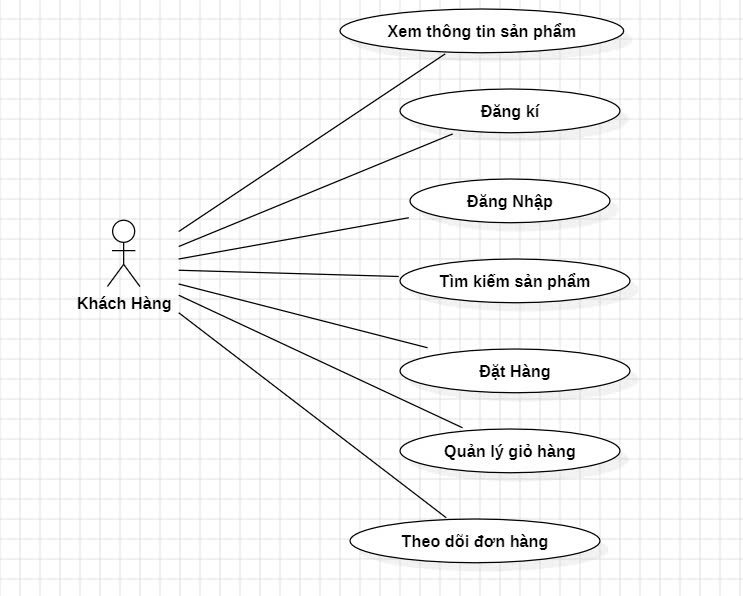 Xem thông tin sản phẩm
Đăng kí
Đăng Nhập
Tìm kiếm sản phẩm
Khách Hàng
Đặt Hàng
Quản lý giỏ hàng
Theo dõi đơn hàng